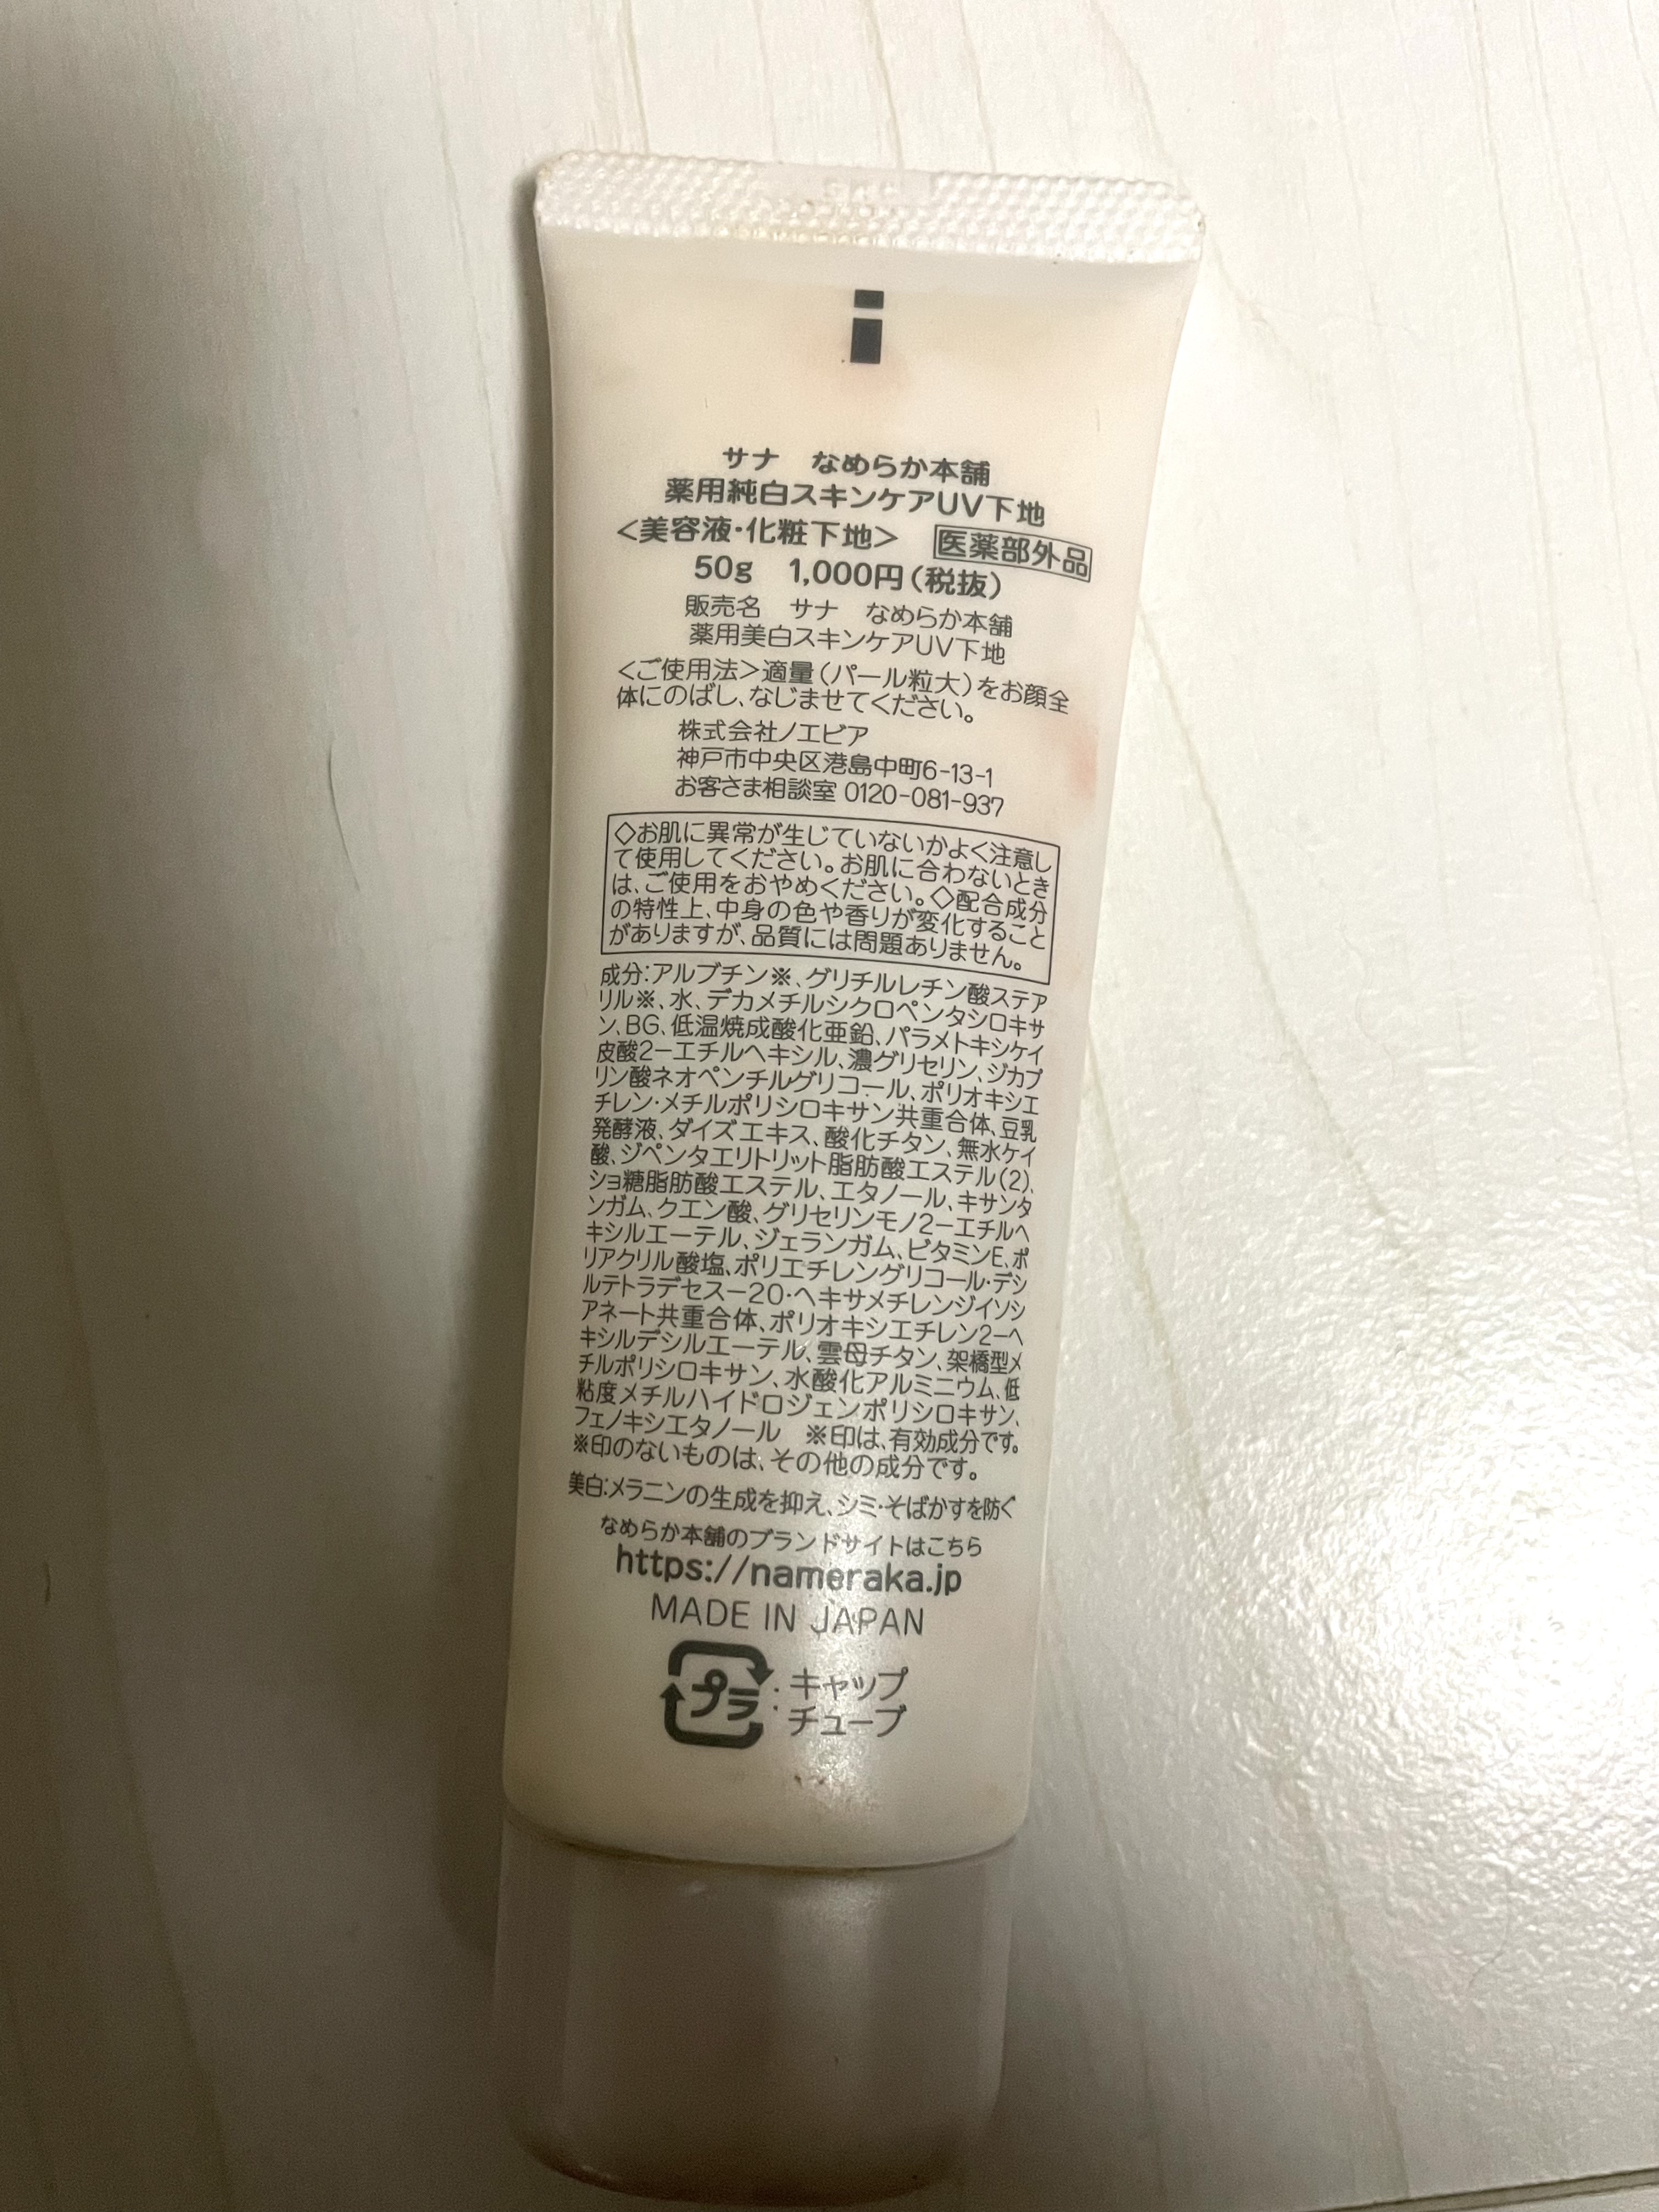 サナ なめらか本舗
薬用純白スキンケアUV下地
<美容液・化粧下地> 医薬部外品
50g 1,000円(税抜)
販売名 サナ なめらか本舗
薬用美白スキンケアUV下地
<ご使用法>適量(パール粒大)をお顔全
体にのばし、なじませてください。
株式会社ノエビア
神戸市中央区港島中町6-13-1
お客さま相談室 0120-081-937
◇お肌に異常が生じていないかよく注意し
て使用してください。お肌に合わないとき
は、ご使用をおやめください。◇配合成分
の特性上、中身の色や香りが変化すること
がありますが、品質には問題ありません。
成分:アルブチン※、グリチルレチン酸ステア
リル※、水、デカメチルシクロペンタシロキサ
ン、BG、低温焼成酸化亜鉛、パラメトキシケイ
皮酸2-エチルヘキシル、濃グリセリン、ジカプ
リン酸ネオペンチルグリコール、ポリオキシエ
チレン・メチルポリシロキサン共重合体、豆乳
発酵液、ダイズエキス、酸化チタン、無水ケイ
酸、ジペンタエリトリット脂肪酸エステル(2)、
ショ糖脂肪酸エステル、エタノール、キサンタ
ンガム、クエン酸、グリセリンモノ2-エチルヘ
キシルエーテル、ジェランガム、ビタミンE、ポ
リアクリル酸塩、ポリエチレングリコール・デシ
ルテトラデセス-20・ヘキサメチレンジイソシ
アネート共重合体、ポリオキシエチレン2-ヘ
キシルデシルエーテル、雲母チタン、架橋型メ
チルポリシロキサン、水酸化アルミニウム、低
粘度メチルハイドロジェンポリシロキサン、
フェノキシエタノール ※印は、有効成分です。
※印のないものは、その他の成分です。
美白:メラニンの生成を抑え、シミ・そばかすを防ぐ
なめらか本舗のブランドサイトはこちら
https://nameraka.jp
MADE IN JAPAN
プラ : キャップ
: チューブ